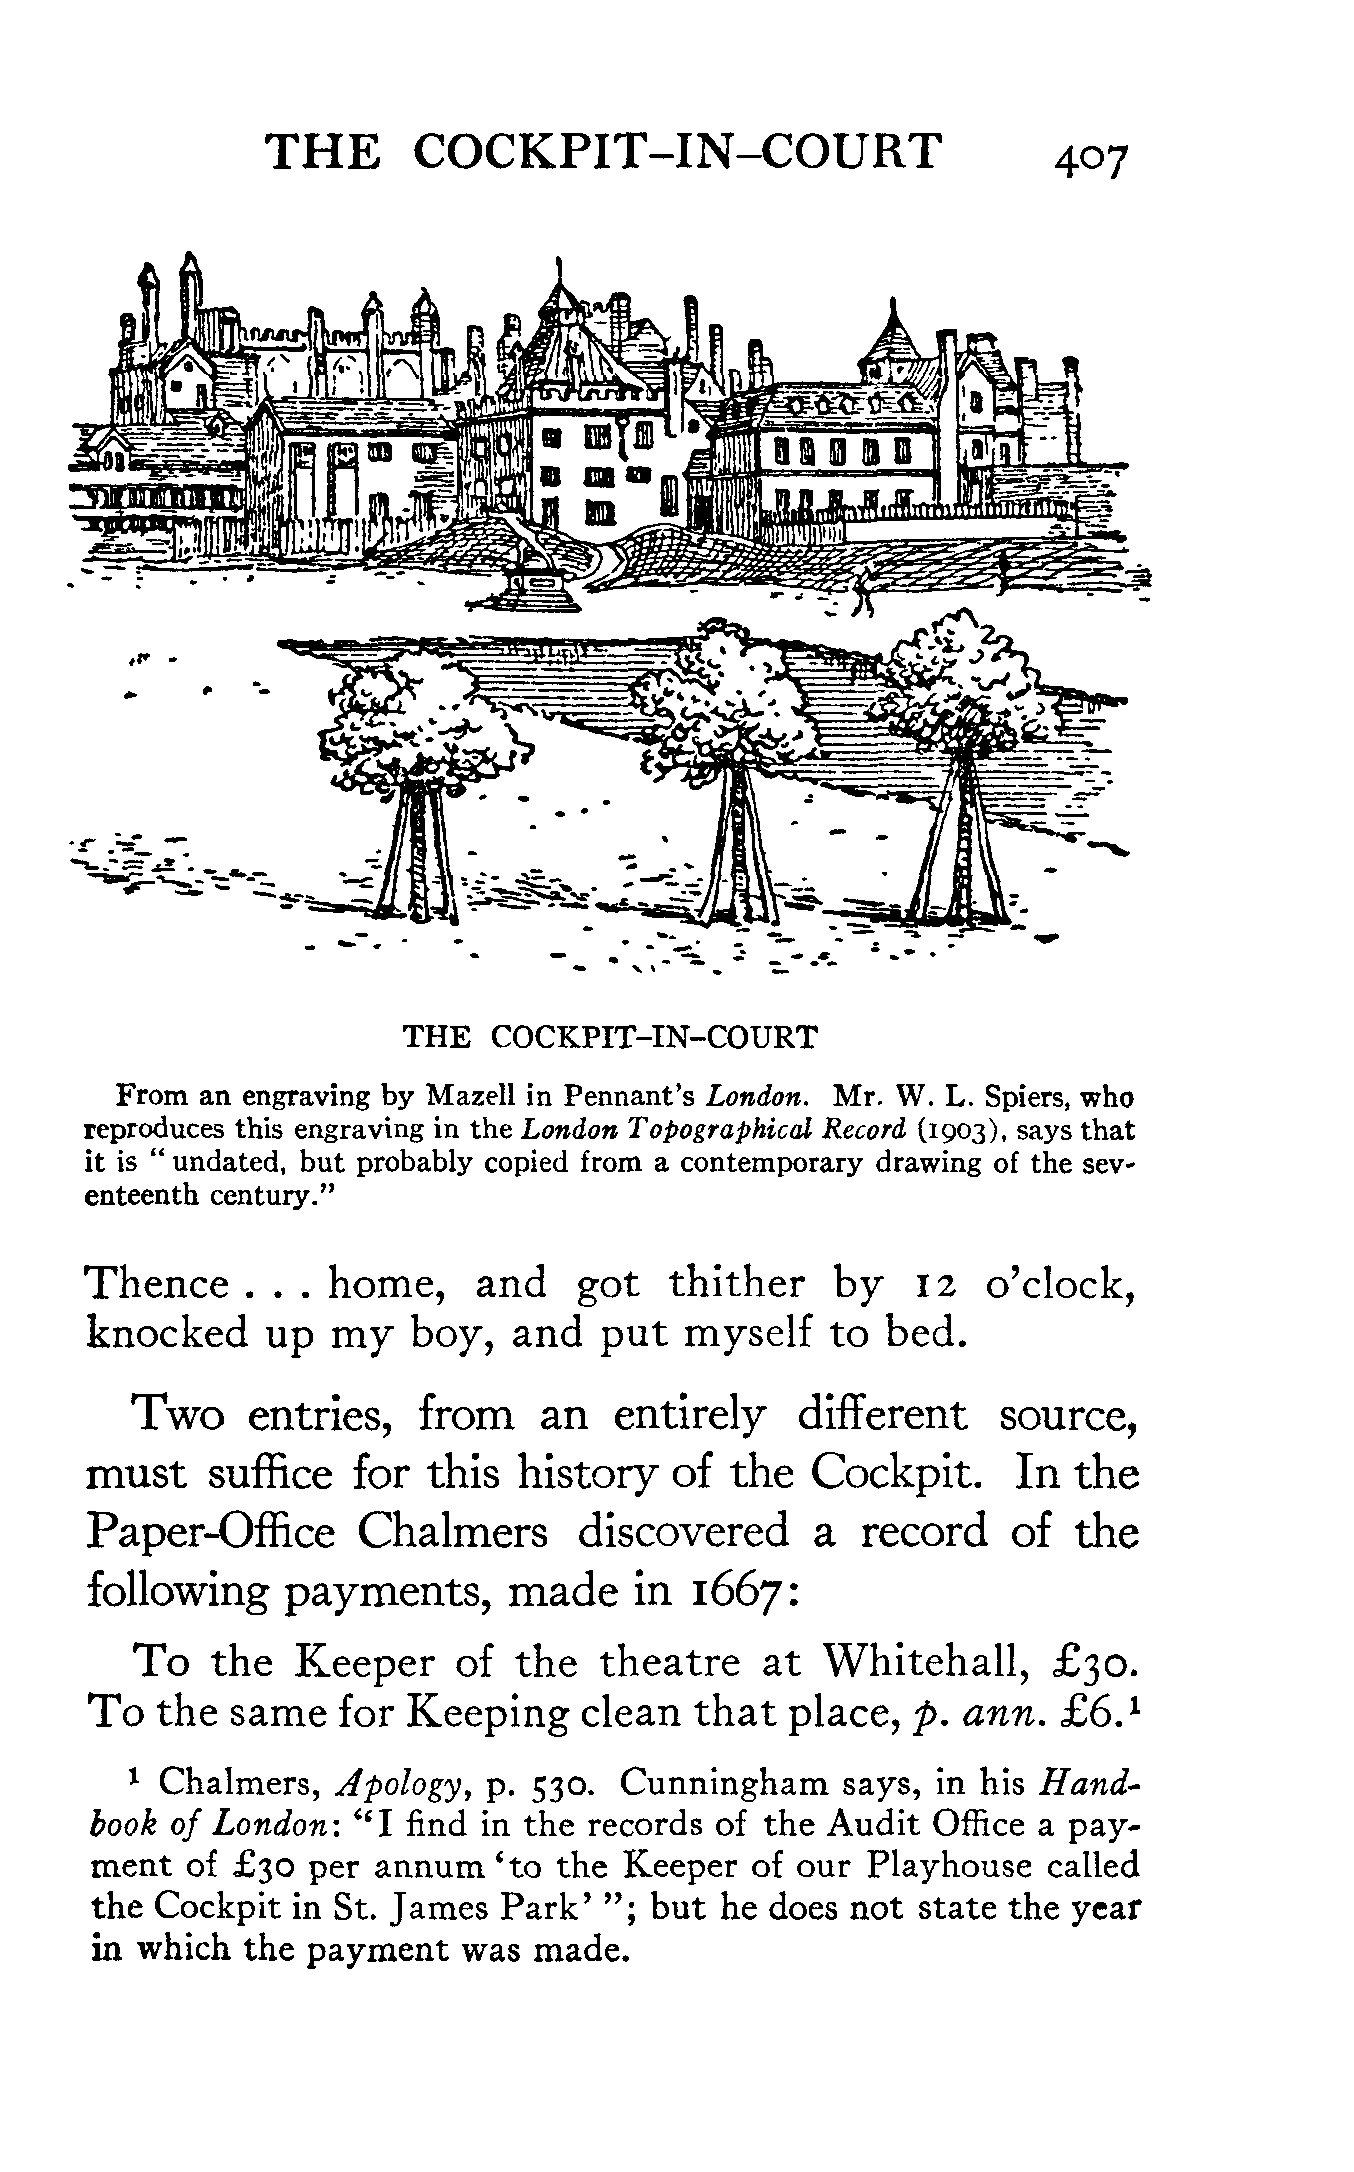 THE COCKPIT-IN-COURT 407
THE COCKPIT-IN-COURT
From an engraving by Mazell in Pennant's London. Mr. W. L. Spiers, who
reproduces this engraving in the London Topographical Record (1903), says that
it is "undated, but probably copied from a contemporary drawing of the sev-
enteenth century."
Thence . . . home, and got thither by 12 o'clock,
knocked up my boy, and put myself to bed.
Two entries, from an entirely different source,
must suffice for this history of the Cockpit. In the
Paper-Office Chalmers discovered a record of the
following payments, made in 1667:
To the Keeper of the theatre at Whitehall, £30.
To the same for Keeping clean that place, p. ann. £6.¹
¹ Chalmers, Apology, p. 530. Cunningham says, in his Hand-
book of London: "I find in the records of the Audit Office a pay-
ment of £30 per annum 'to the Keeper of our Playhouse called
the Cockpit in St. James Park' "; but he does not state the year
in which the payment was made.